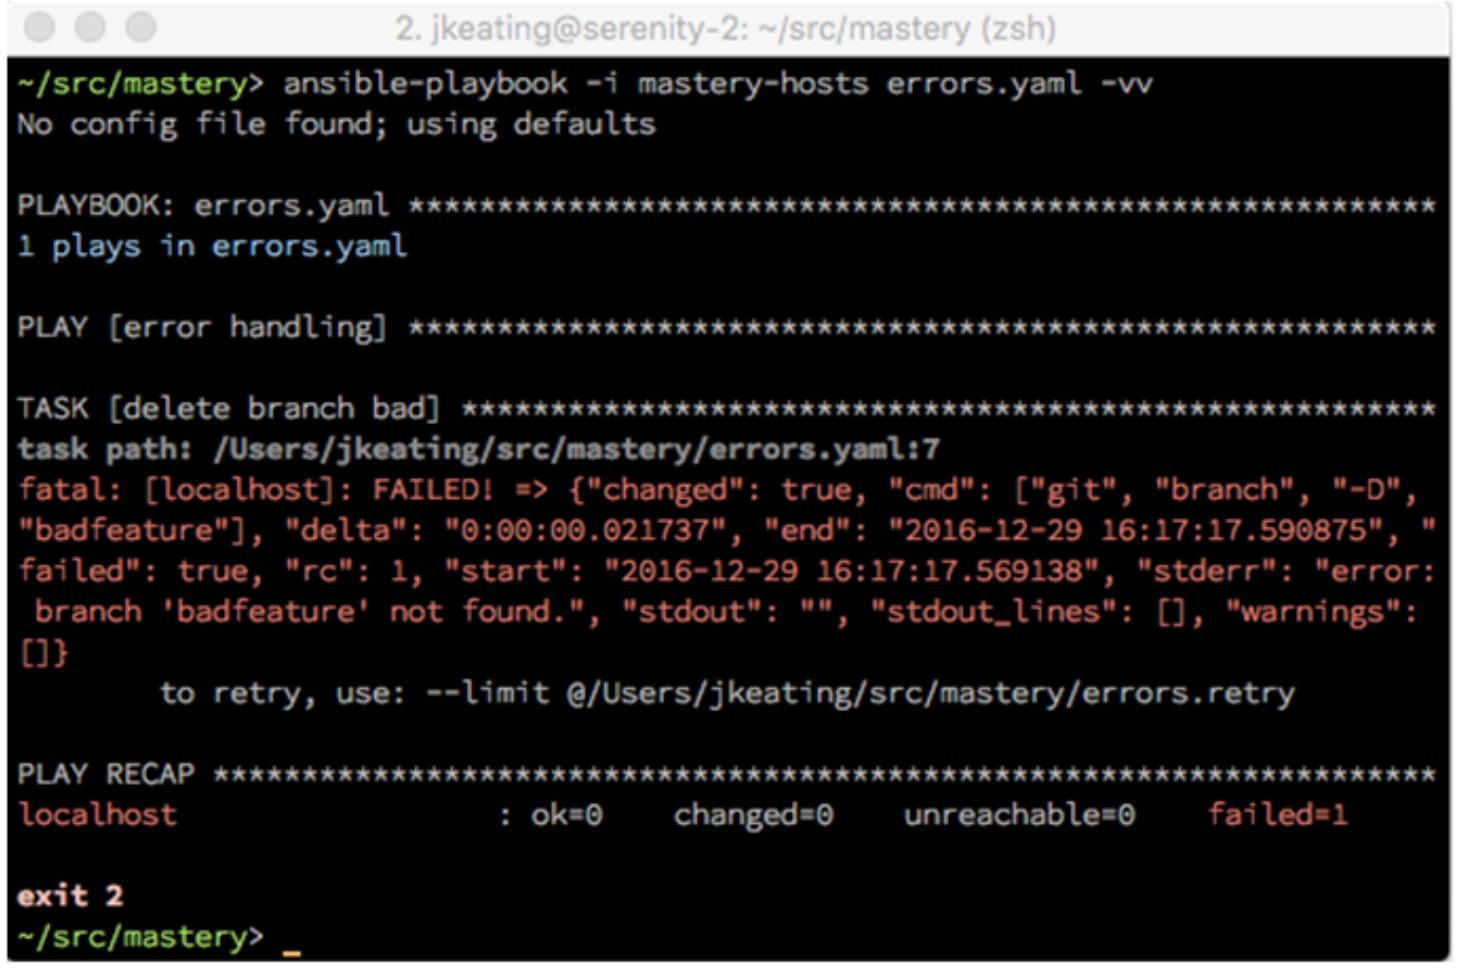 2. jkeating@serenity-2: ~/src/mastery (zsh)
~/src/mastery> ansible-playbook -i mastery-hosts errors.yaml -vv
No config file found; using defaults
PLAYBOOK: errors.yaml **********************************************************
1 plays in errors.yaml
PLAY [error handling] **********************************************************
TASK [delete branch bad] *******************************************************
task path: /Users/jkeating/src/mastery/errors.yaml:7
fatal: [localhost]: FAILED! => {"changed": true, "cmd": ["git", "branch", "-D",
"badfeature"], "delta": "0:00:00.021737", "end": "2016-12-29 16:17:17.590875", "
failed": true, "rc": 1, "start": "2016-12-29 16:17:17.569138", "stderr": "error:
 branch 'badfeature' not found.", "stdout": "", "stdout_lines": [], "warnings":
[]}
        to retry, use: --limit @/Users/jkeating/src/mastery/errors.retry
PLAY RECAP *********************************************************************
localhost                  : ok=0    changed=0    unreachable=0    failed=1
exit 2
~/src/mastery> _